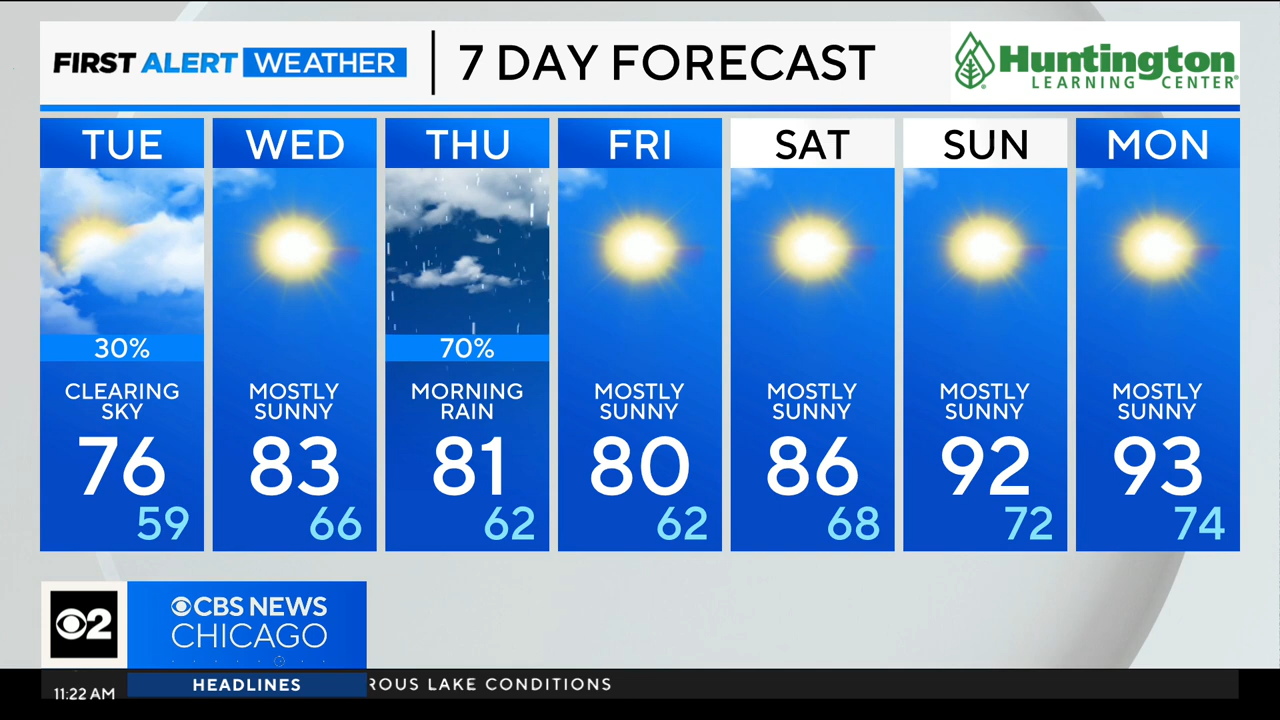 FIRST ALERT WEATHER
7 DAY FORECAST
Huntington
LEARNING CENTER
TUE
30%
CLEARING
SKY
76
59
WED
MOSTLY
SUNNY
83
66
THU
70%
MORNING
RAIN
81
62
FRI
MOSTLY
SUNNY
80
62
SAT
MOSTLY
SUNNY
86
68
SUN
MOSTLY
SUNNY
92
72
MON
MOSTLY
SUNNY
93
74
2
CBS NEWS
CHICAGO
11:22 AM
HEADLINES
ROUS LAKE CONDITIONS